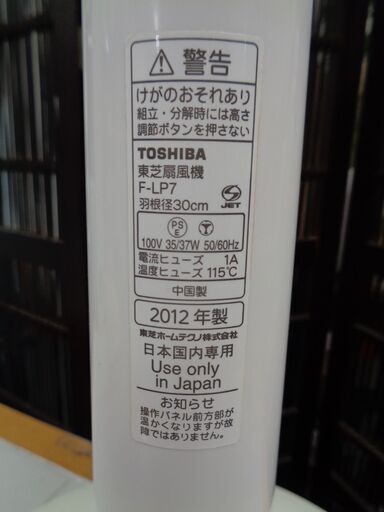 警告
けがのおそれあり
組立・分解時には高さ
調節ボタンを押さない
TOSHIBA
東芝扇風機
F-LP7
羽根径30cm
S JET
PS E T
100V 35/37W 50/60Hz
電流ヒューズ 1A
温度ヒューズ 115℃
中国製
2012年製
東芝ホームテクノ株式会社
日本国内専用
Use only
in Japan
お知らせ
操作パネル前方部が
温かくなりますが故
障ではありません。